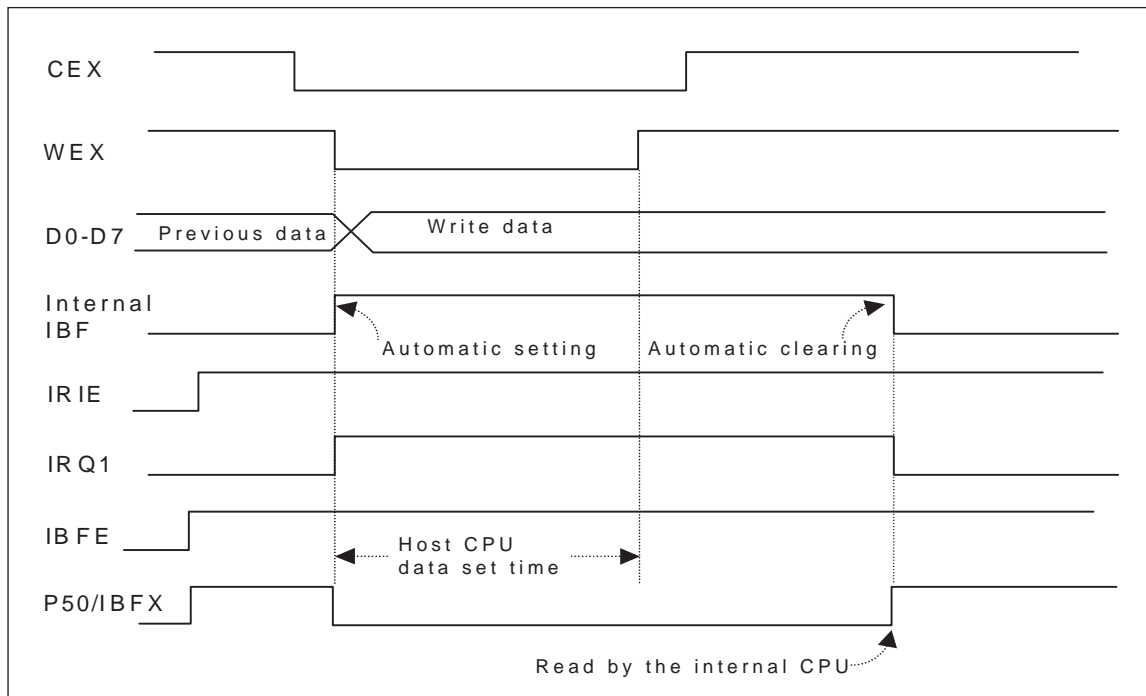 CEX
WEX
D0-D7
Previous data
Write data
Internal
IBF
Automatic setting
Automatic clearing
IRIE
IRQ1
IBFE
Host CPU
data set time
P50/IBFX
Read by the internal CPU